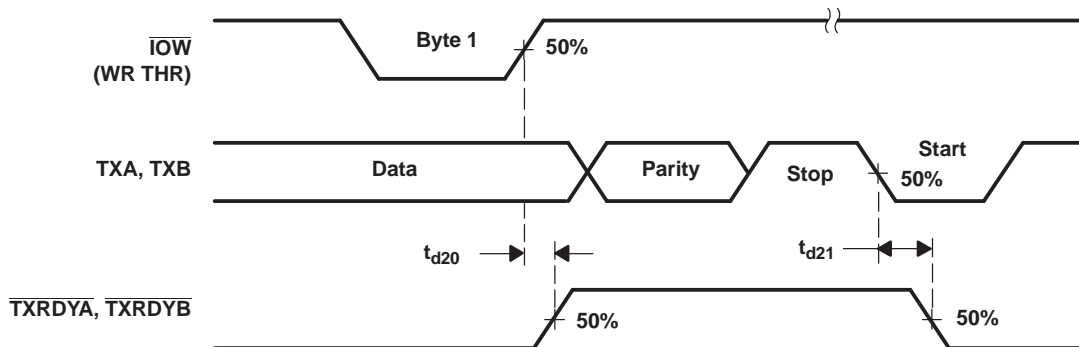 IOW
(WR THR)
Byte 1
50%
TXA, TXB
Data
Parity
Stop
Start
50%
td20
td21
TXRDYA, TXRDYB
50%
50%